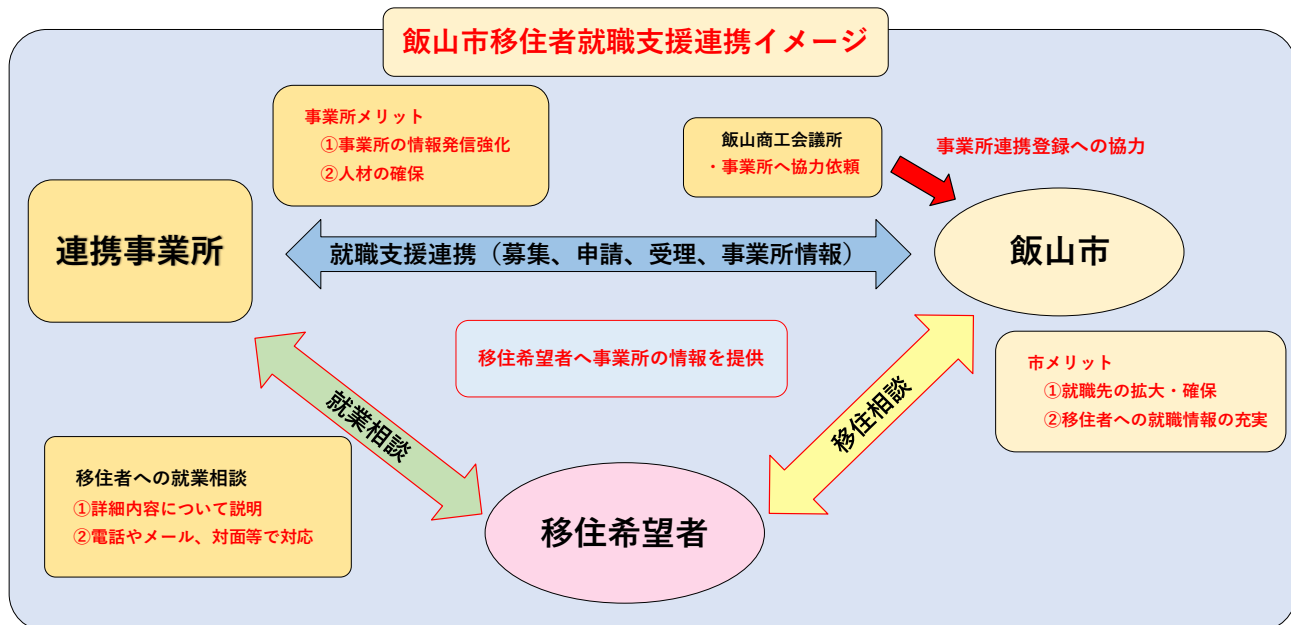 飯山市移住者就職支援連携イメージ
事業所メリット
①事業所の情報発信強化
②人材の確保
飯山商工会議所
・事業所へ協力依頼
事業所連携登録への協力
連携事業所
就職支援連携（募集、申請、受理、事業所情報）
飯山市
移住希望者へ事業所の情報を提供
市メリット
①就職先の拡大・確保
②移住者への就職情報の充実
就業相談
移住相談
移住者への就業相談
①詳細内容について説明
②電話やメール、対面等で対応
移住希望者